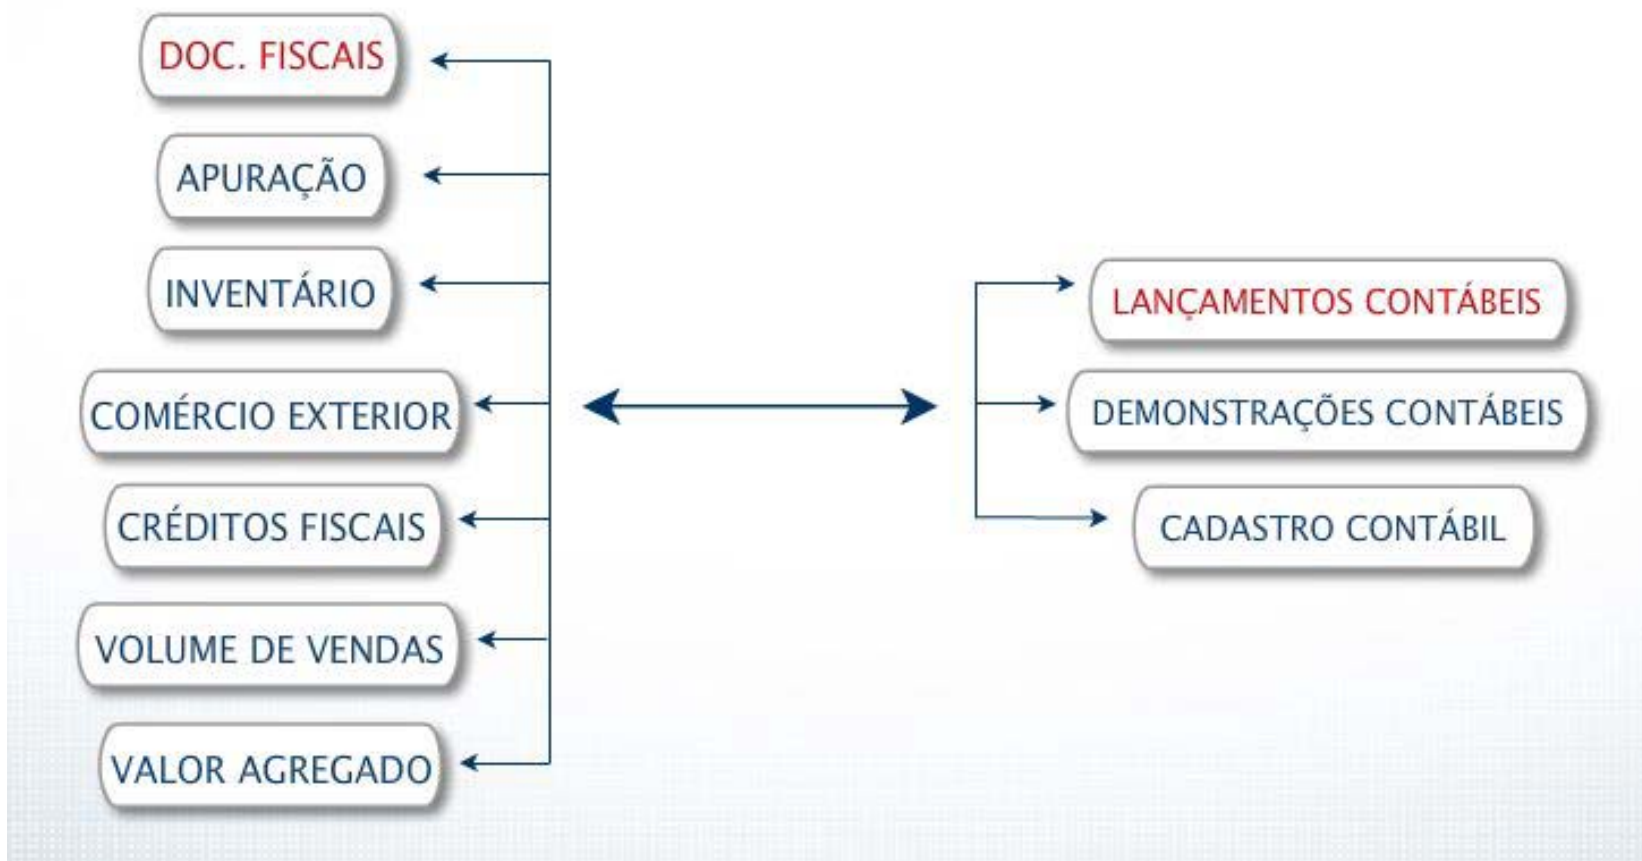 DOC. FISCAIS
APURAÇÃO
INVENTÁRIO
COMÉRCIO EXTERIOR
CRÉDITOS FISCAIS
VOLUME DE VENDAS
VALOR AGREGADO
LANÇAMENTOS CONTÁBEIS
DEMONSTRAÇÕES CONTÁBEIS
CADASTRO CONTÁBIL